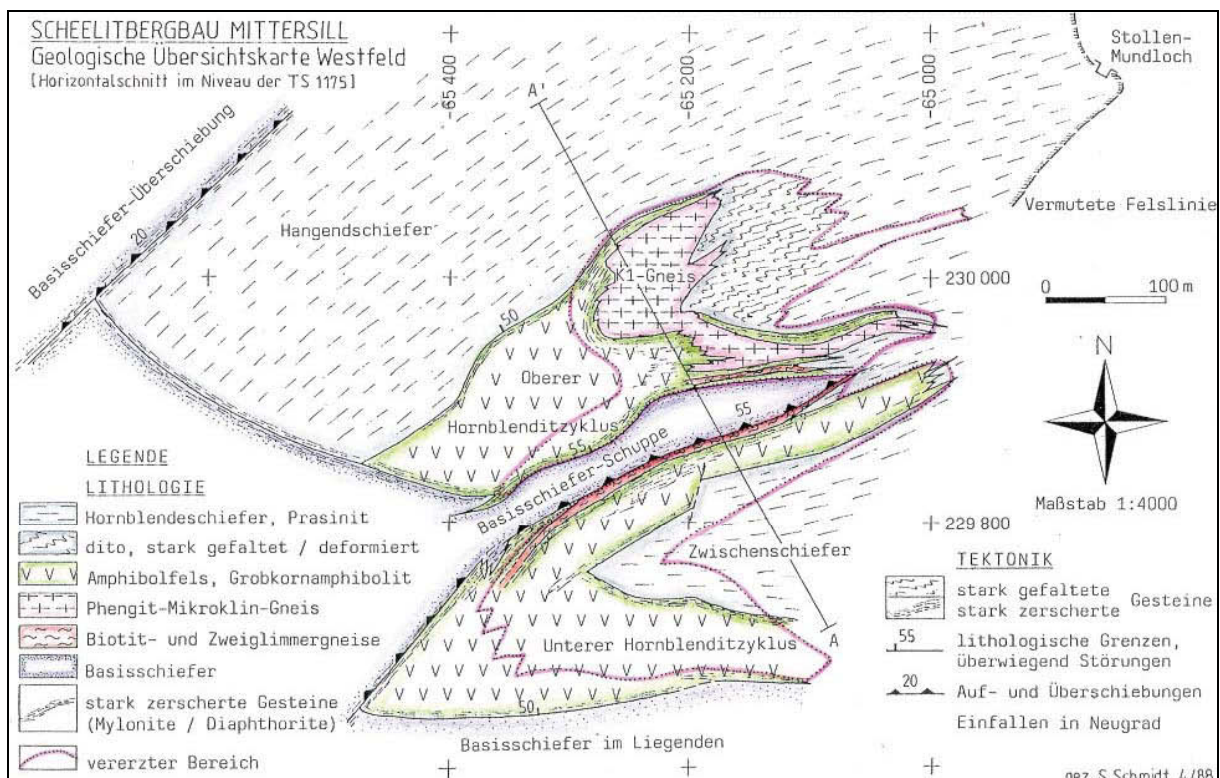 SCHEELITBERGBAU MITTERSILL
Geologische Übersichtskarte Westfeld
[Horizontalschnitt im Niveau der TS 1175]
-65 400
-65 200
-65 000
Stollen-
Mundloch
A'
Basisschiefer-Überschiebung
20
Hangendschiefer
Vermutete Felslinie
K1-Gneis
230 000
0 100 m
50
Oberer
Hornblenditzyklus
55
55
Basisschiefer-Schuppe
N
Maßstab 1:4000
229 800
Zwischenschiefer
Unterer Hornblenditzyklus
A
50
Basisschiefer im Liegenden
LEGENDE
LITHOLOGIE
Hornblendeschiefer, Prasinit
dito, stark gefaltet / deformiert
Amphibolfels, Grobkornamphibolit
Phengit-Mikroklin-Gneis
Biotit- und Zweiglimmergneise
Basisschiefer
stark zerscherte Gesteine
(Mylonite / Diaphthorite)
vererzter Bereich
TEKTONIK
stark gefaltete
stark zerscherte Gesteine
55
lithologische Grenzen,
überwiegend Störungen
20
Auf- und Überschiebungen
Einfallen in Neugrad
gez. S. Schmidt 4/88